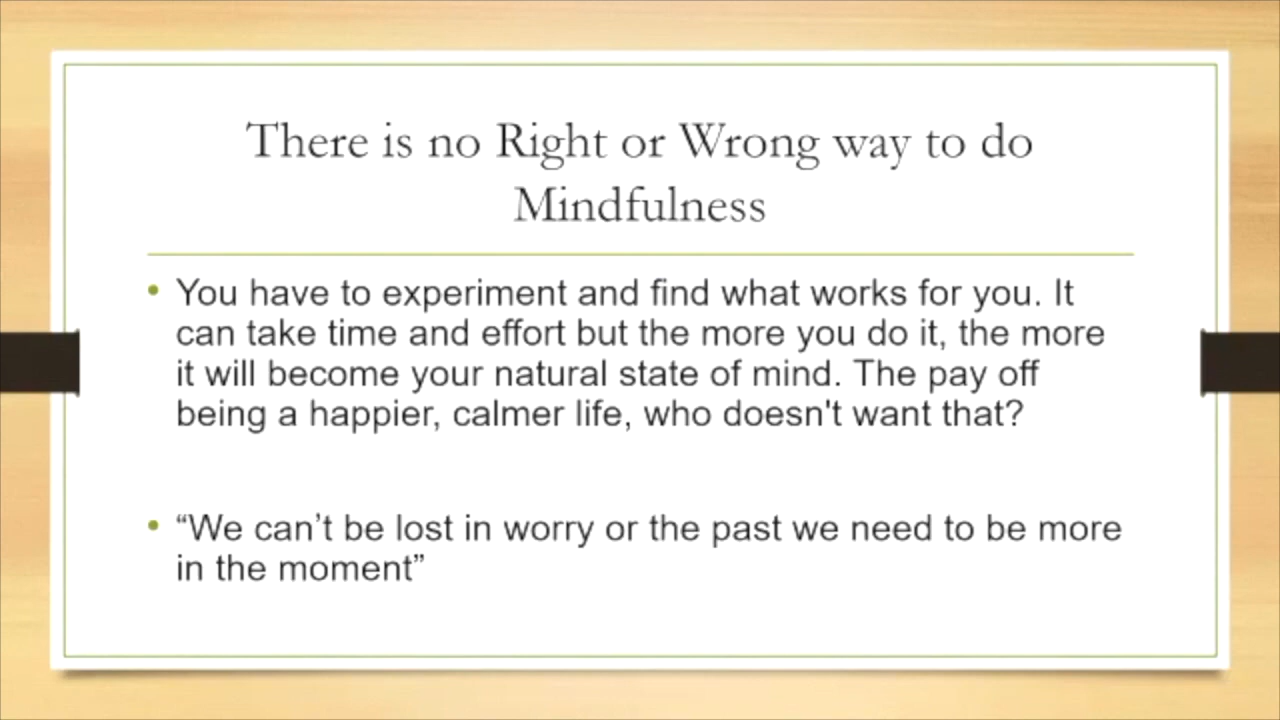 There is no Right or Wrong way to do
Mindfulness
• You have to experiment and find what works for you. It
can take time and effort but the more you do it, the more
it will become your natural state of mind. The pay off
being a happier, calmer life, who doesn't want that?
• “We can’t be lost in worry or the past we need to be more
in the moment”